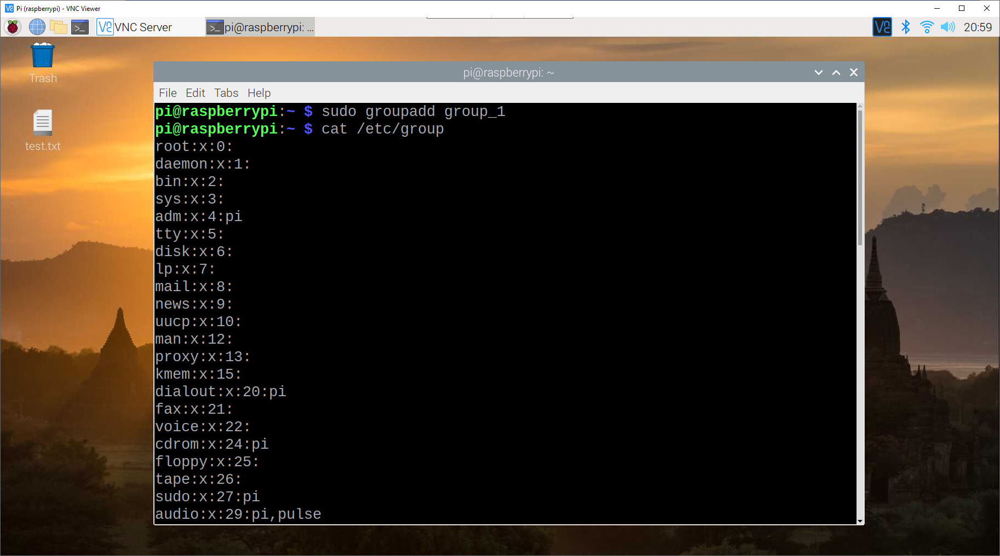 Pi (raspberrypi) - VNC Viewer
VNC Server
pi@raspberrypi: ...
20:59
Trash
test.txt
pi@raspberrypi: ~
File Edit Tabs Help
pi@raspberrypi:~ $ sudo groupadd group_1
pi@raspberrypi:~ $ cat /etc/group
root:x:0:
daemon:x:1:
bin:x:2:
sys:x:3:
adm:x:4:pi
tty:x:5:
disk:x:6:
lp:x:7:
mail:x:8:
news:x:9:
uucp:x:10:
man:x:12:
proxy:x:13:
kmem:x:15:
dialout:x:20:pi
fax:x:21:
voice:x:22:
cdrom:x:24:pi
floppy:x:25:
tape:x:26:
sudo:x:27:pi
audio:x:29:pi,pulse